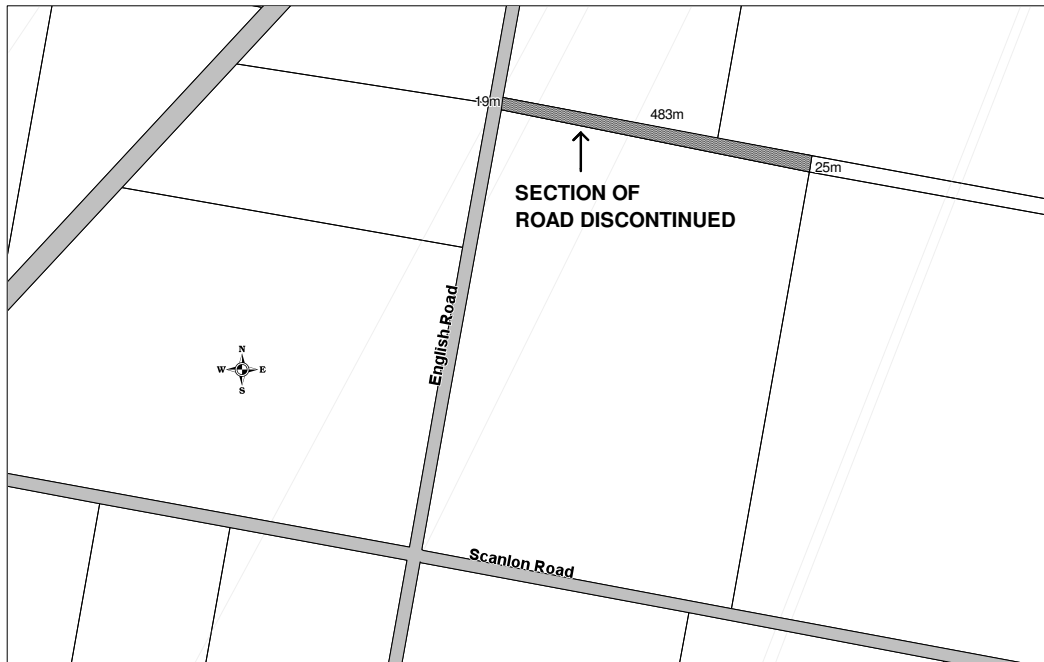 19m
483m
25m
SECTION OF
ROAD DISCONTINUED
English Road
N
W E
S
Scanlon Road